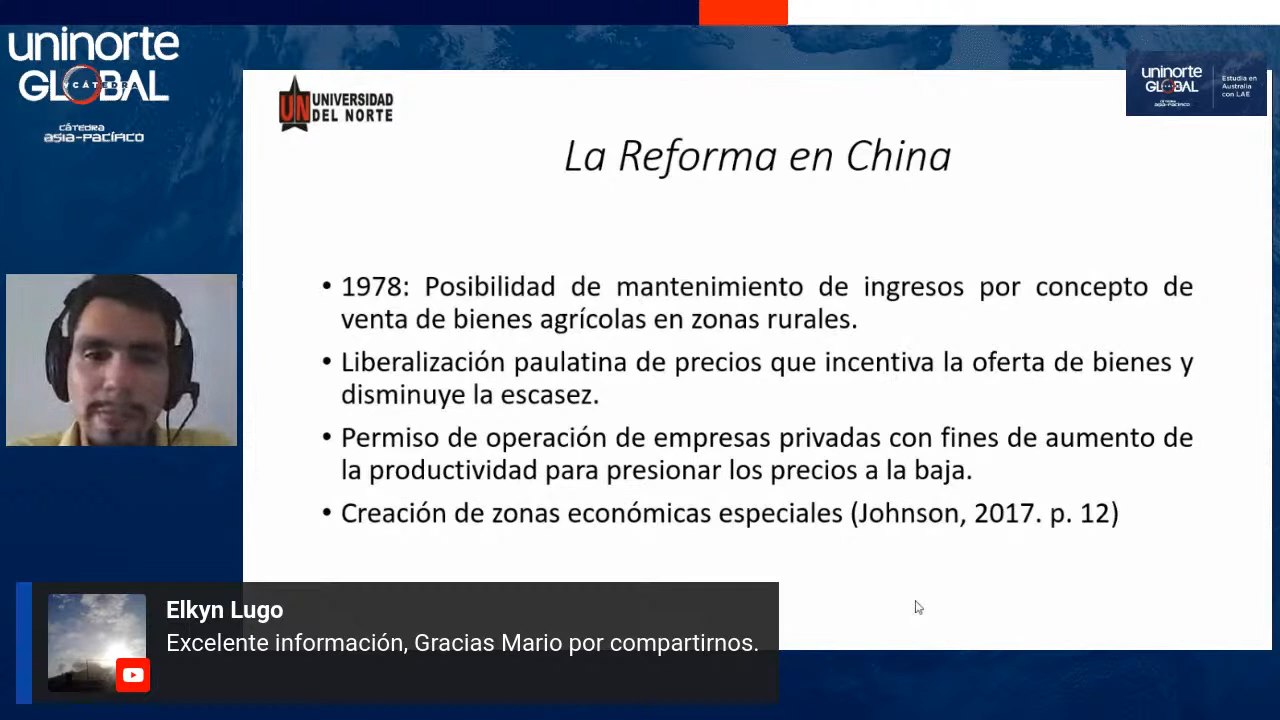 uninorte
GLOBAL
CÁTEDRA
asia-pacífico
UN UNIVERSIDAD
DEL NORTE
uninorte
GLOBAL
CÁTEDRA
asia-pacífico
Estudia en
Australia
con LAE
La Reforma en China
• 1978: Posibilidad de mantenimiento de ingresos por concepto de
venta de bienes agrícolas en zonas rurales.
• Liberalización paulatina de precios que incentiva la oferta de bienes y
disminuye la escasez.
• Permiso de operación de empresas privadas con fines de aumento de
la productividad para presionar los precios a la baja.
• Creación de zonas económicas especiales (Johnson, 2017. p. 12)
Elkyn Lugo
Excelente información, Gracias Mario por compartirnos.